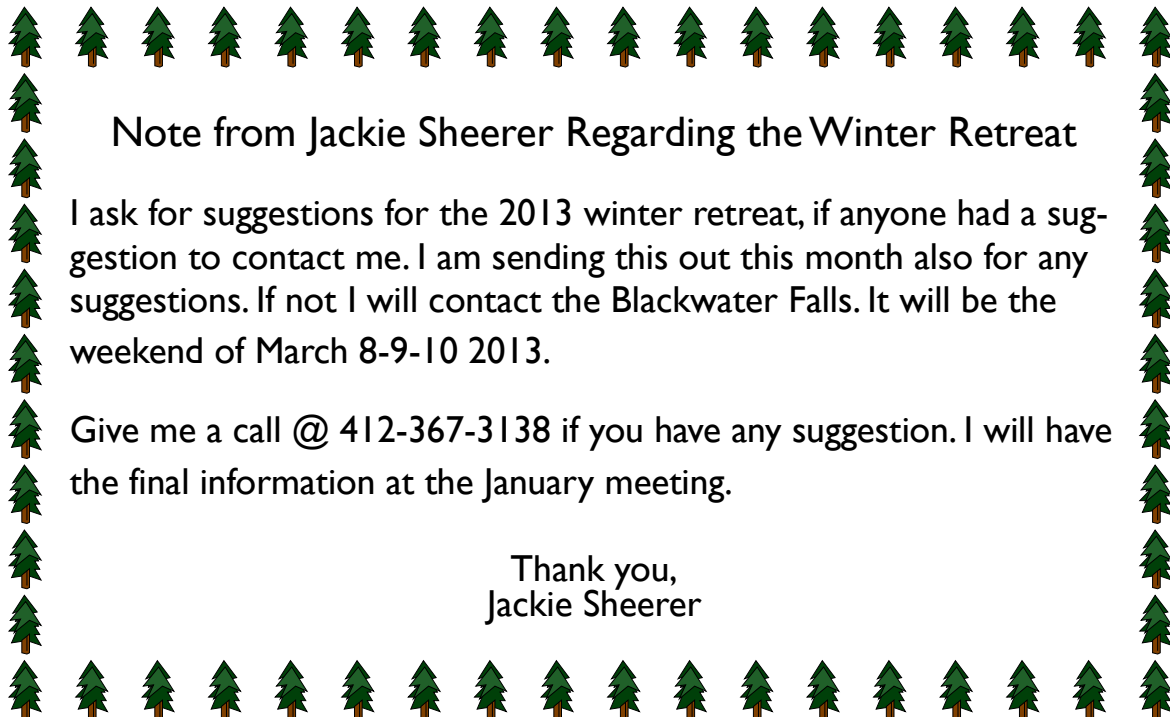 Note from Jackie Sheerer Regarding the Winter Retreat
I ask for suggestions for the 2013 winter retreat, if anyone had a sug-
gestion to contact me. I am sending this out this month also for any
suggestions. If not I will contact the Blackwater Falls. It will be the
weekend of March 8-9-10 2013.
Give me a call @ 412-367-3138 if you have any suggestion. I will have
the final information at the January meeting.
Thank you,
Jackie Sheerer